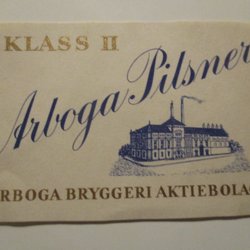 KLASS II
Arboga Pilsner
RBOGA BRYGGERI AKTIEBOLA